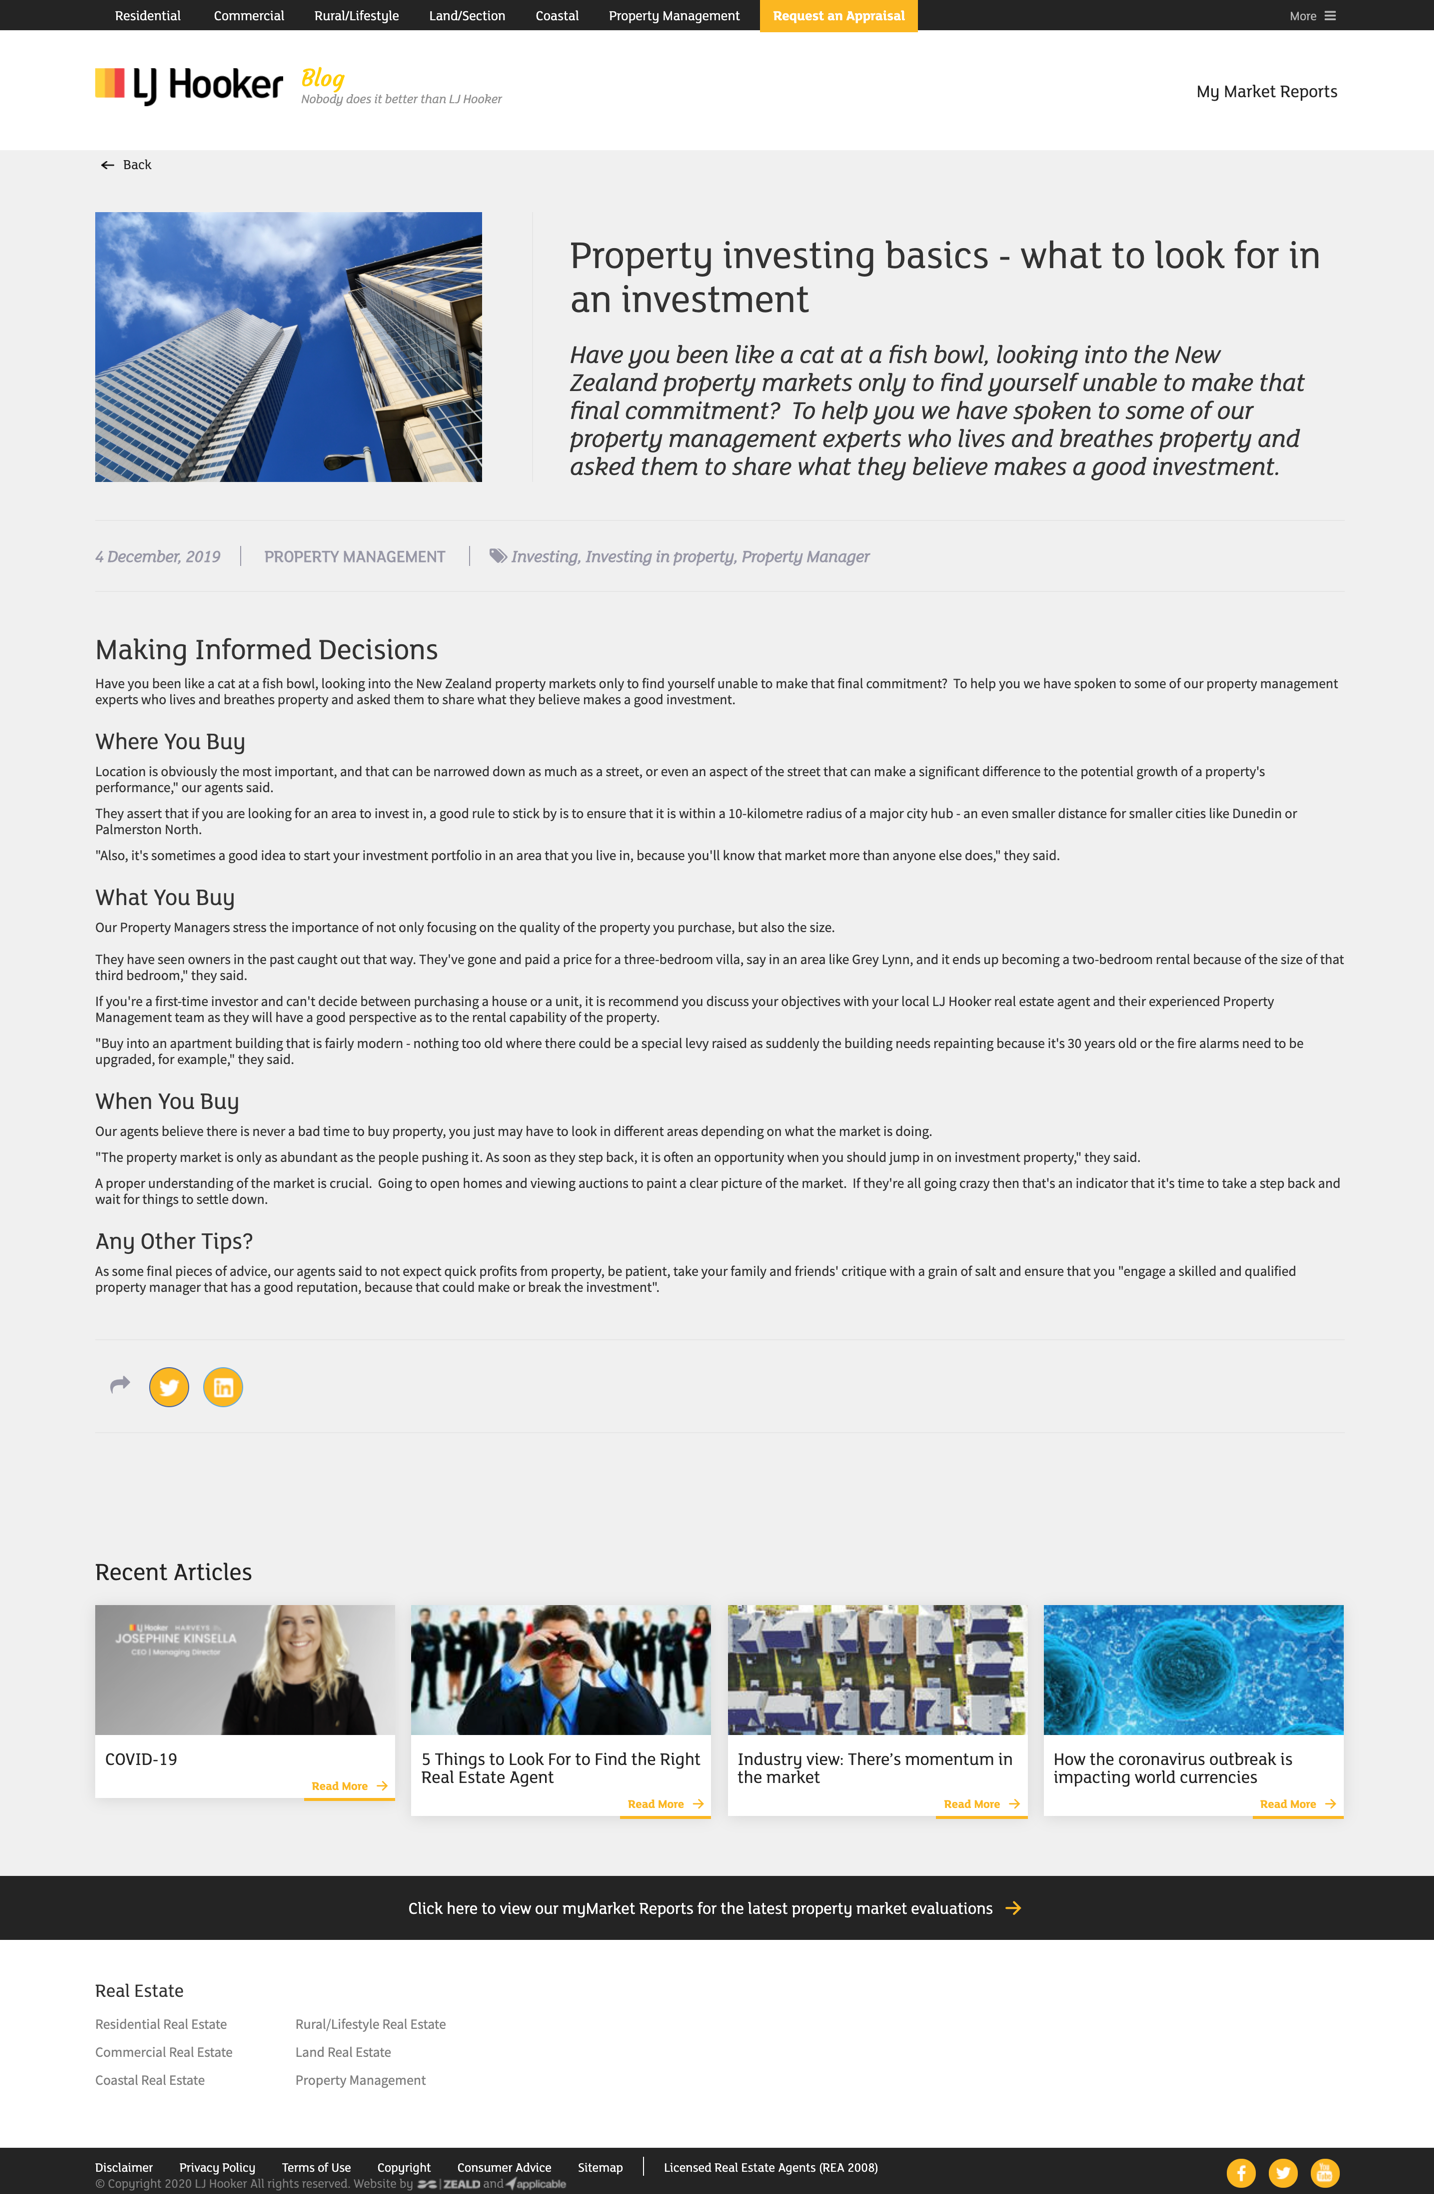 Residential Commercial Rural/Lifestyle Land/Section Coastal Property Management Request an Appraisal More
LJ Hooker Blog
Nobody does it better than LJ Hooker
My Market Reports
Back
Property investing basics - what to look for in
an investment
Have you been like a cat at a fish bowl, looking into the New
Zealand property markets only to find yourself unable to make that
final commitment?  To help you we have spoken to some of our
property management experts who lives and breathes property and
asked them to share what they believe makes a good investment.
4 December, 2019 PROPERTY MANAGEMENT Investing, Investing in property, Property Manager
Making Informed Decisions
Have you been like a cat at a fish bowl, looking into the New Zealand property markets only to find yourself unable to make that final commitment?  To help you we have spoken to some of our property management
experts who lives and breathes property and asked them to share what they believe makes a good investment.
Where You Buy
Location is obviously the most important, and that can be narrowed down as much as a street, or even an aspect of the street that can make a significant difference to the potential growth of a property's
performance," our agents said.
They assert that if you are looking for an area to invest in, a good rule to stick by is to ensure that it is within a 10-kilometre radius of a major city hub - an even smaller distance for smaller cities like Dunedin or
Palmerston North.
"Also, it's sometimes a good idea to start your investment portfolio in an area that you live in, because you'll know that market more than anyone else does," they said.
What You Buy
Our Property Managers stress the importance of not only focusing on the quality of the property you purchase, but also the size.
They have seen owners in the past caught out that way. They've gone and paid a price for a three-bedroom villa, say in an area like Grey Lynn, and it ends up becoming a two-bedroom rental because of the size of that
third bedroom," they said.
If you're a first-time investor and can't decide between purchasing a house or a unit, it is recommend you discuss your objectives with your local LJ Hooker real estate agent and their experienced Property
Management team as they will have a good perspective as to the rental capability of the property.
"Buy into an apartment building that is fairly modern - nothing too old where there could be a special levy raised as suddenly the building needs repainting because it's 30 years old or the fire alarms need to be
upgraded, for example," they said.
When You Buy
Our agents believe there is never a bad time to buy property, you just may have to look in different areas depending on what the market is doing.
"The property market is only as abundant as the people pushing it. As soon as they step back, it is often an opportunity when you should jump in on investment property," they said.
A proper understanding of the market is crucial.  Going to open homes and viewing auctions to paint a clear picture of the market.  If they're all going crazy then that's an indicator that it's time to take a step back and
wait for things to settle down.
Any Other Tips?
As some final pieces of advice, our agents said to not expect quick profits from property, be patient, take your family and friends' critique with a grain of salt and ensure that you "engage a skilled and qualified
property manager that has a good reputation, because that could make or break the investment".
Recent Articles
LJ Hooker HARVEYS
JOSEPHINE KINSELLA
CEO | Managing Director
COVID-19
Read More
5 Things to Look For to Find the Right
Real Estate Agent
Read More
Industry view: There's momentum in
the market
Read More
How the coronavirus outbreak is
impacting world currencies
Read More
Click here to view our myMarket Reports for the latest property market evaluations
Real Estate
Residential Real Estate Rural/Lifestyle Real Estate
Commercial Real Estate Land Real Estate
Coastal Real Estate Property Management
Disclaimer Privacy Policy Terms of Use Copyright Consumer Advice Sitemap Licensed Real Estate Agents (REA 2008)
© Copyright 2020 LJ Hooker All rights reserved. Website by ZEALD and applicable